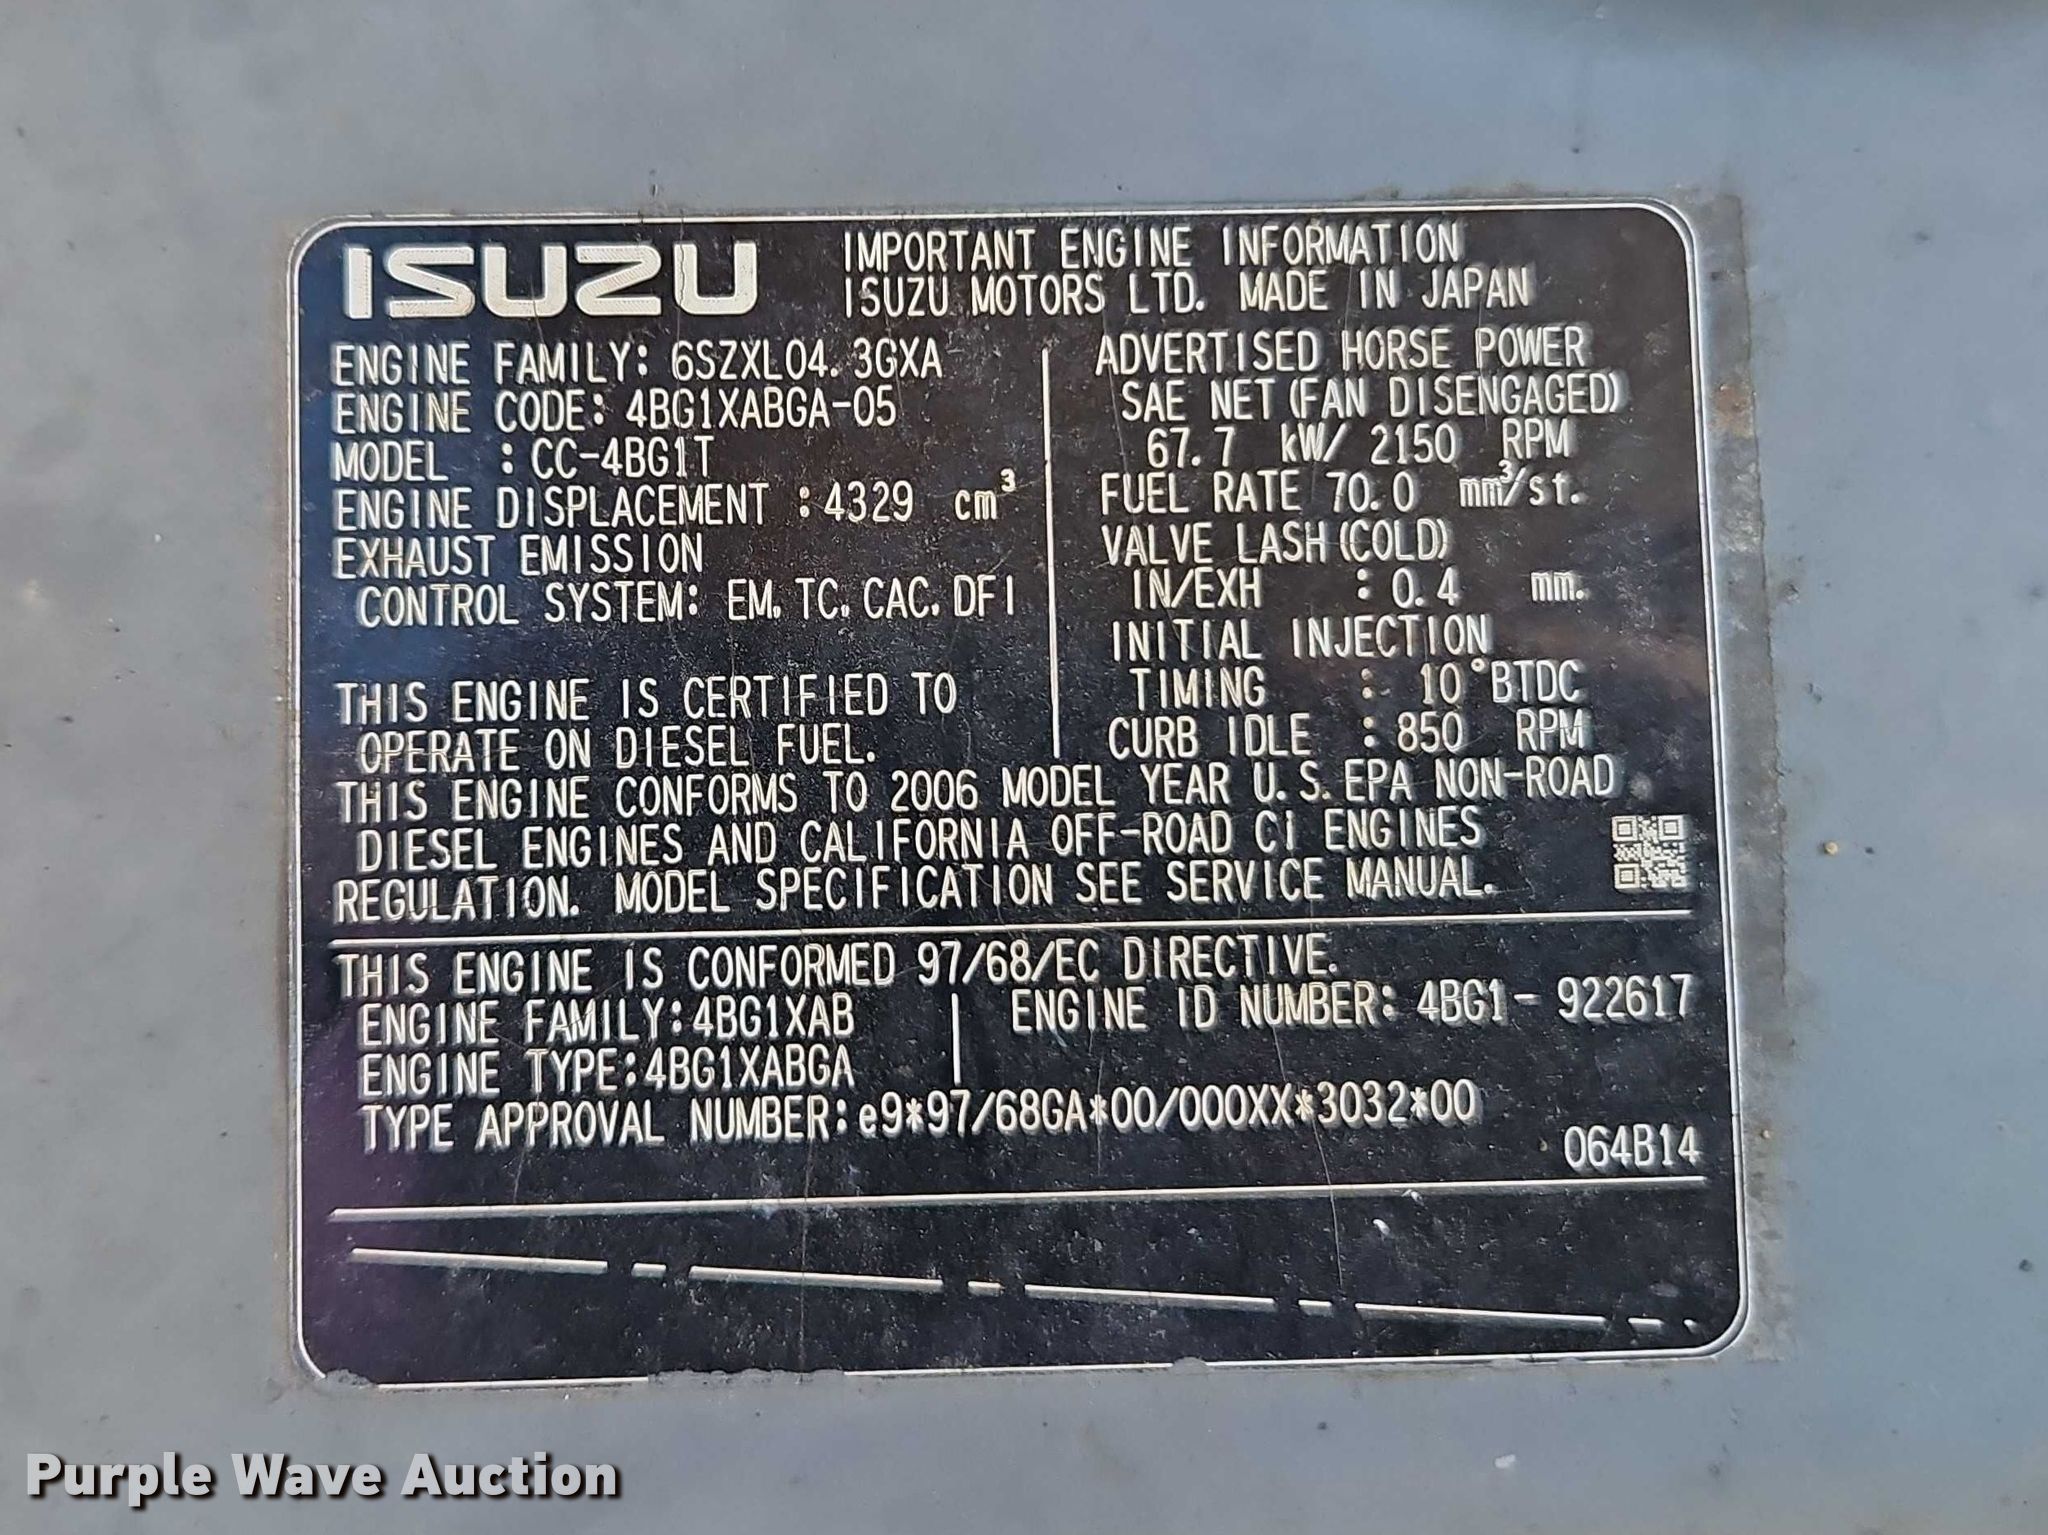 ISUZU
IMPORTANT ENGINE INFORMATION
ISUZU MOTORS LTD. MADE IN JAPAN
ENGINE FAMILY: 6SZXL04.3GXA
ENGINE CODE: 4BG1XABGA-05
MODEL : CC-4BG1T
ENGINE DISPLACEMENT : 4329 cm³
EXHAUST EMISSION
CONTROL SYSTEM: EM, TC, CAC, DFI
THIS ENGINE IS CERTIFIED TO
OPERATE ON DIESEL FUEL.
ADVERTISED HORSE POWER
SAE NET (FAN DISENGAGED)
67.7 kW/ 2150 RPM
FUEL RATE 70.0 mm³/st.
VALVE LASH (COLD)
IN/EXH : 0.4 mm.
INITIAL INJECTION
TIMING : 10°BTDC
CURB IDLE : 850 RPM
THIS ENGINE CONFORMS TO 2006 MODEL YEAR U.S. EPA NON-ROAD
DIESEL ENGINES AND CALIFORNIA OFF-ROAD CI ENGINES
REGULATION. MODEL SPECIFICATION SEE SERVICE MANUAL.
THIS ENGINE IS CONFORMED 97/68/EC DIRECTIVE.
ENGINE FAMILY:4BG1XAB
ENGINE ID NUMBER: 4BG1- 922617
ENGINE TYPE:4BG1XABGA
TYPE APPROVAL NUMBER:e9*97/68GA*00/000XX*3032*00
064B14
Purple Wave Auction